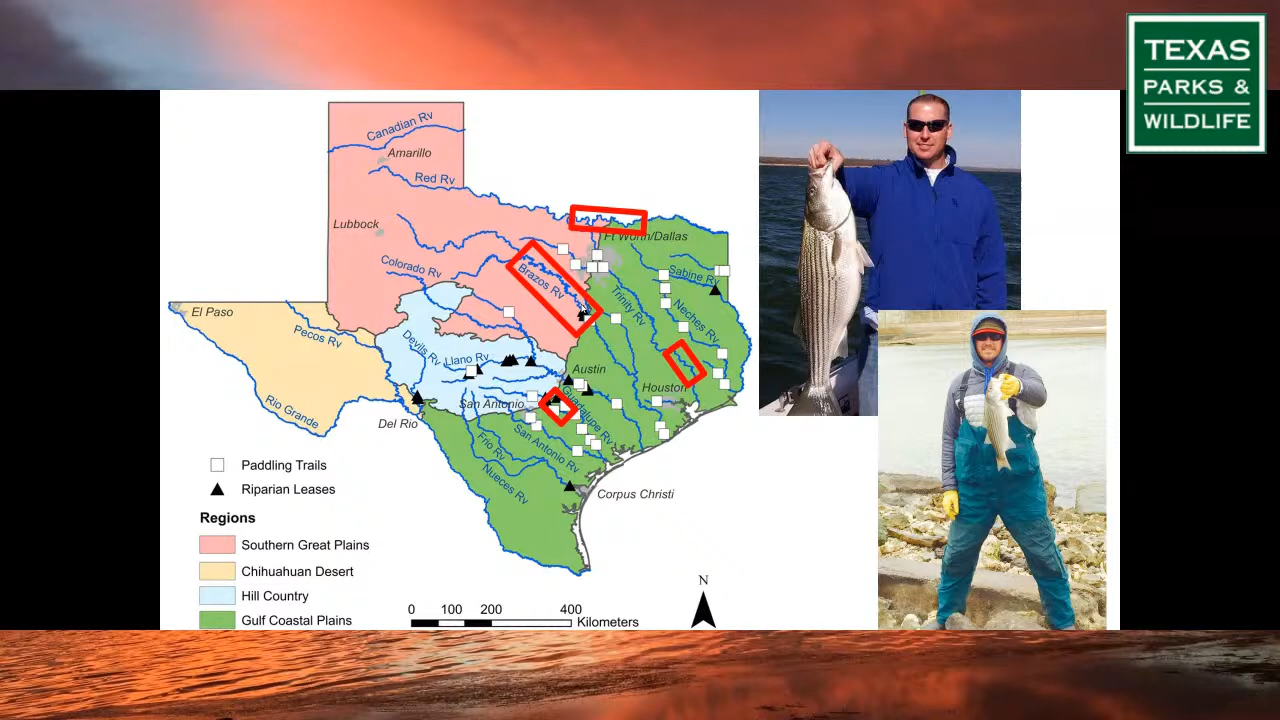 TEXAS
PARKS &
WILDLIFE
Canadian Rv
Amarillo
Red Rv
Lubbock
Ft Worth/Dallas
Colorado Rv
Brazos Rv
Sabine Rv
El Paso
Pecos Rv
Trinity Rv
Neches Rv
Devils Rv
Llano Rv
Austin
Houston
Rio Grande
San Antonio
Guadalupe Rv
Del Rio
San Antonio Rv
Frio Rv
Nueces Rv
Corpus Christi
Paddling Trails
Riparian Leases
Regions
Southern Great Plains
Chihuahuan Desert
Hill Country
Gulf Coastal Plains
0 100 200 400
Kilometers
N